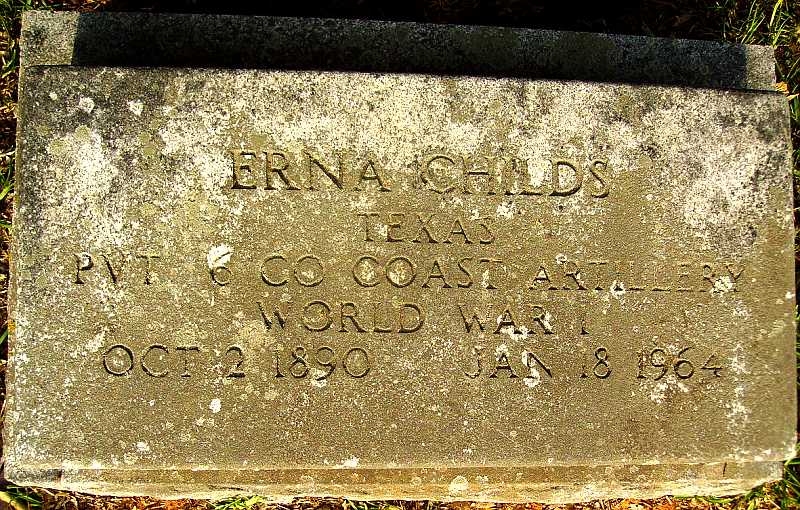 ERNA CHILDS
TEXAS
PVT 6 CO COAST ARTILLERY
WORLD WAR I
OCT 2 1890 JAN 18 1964